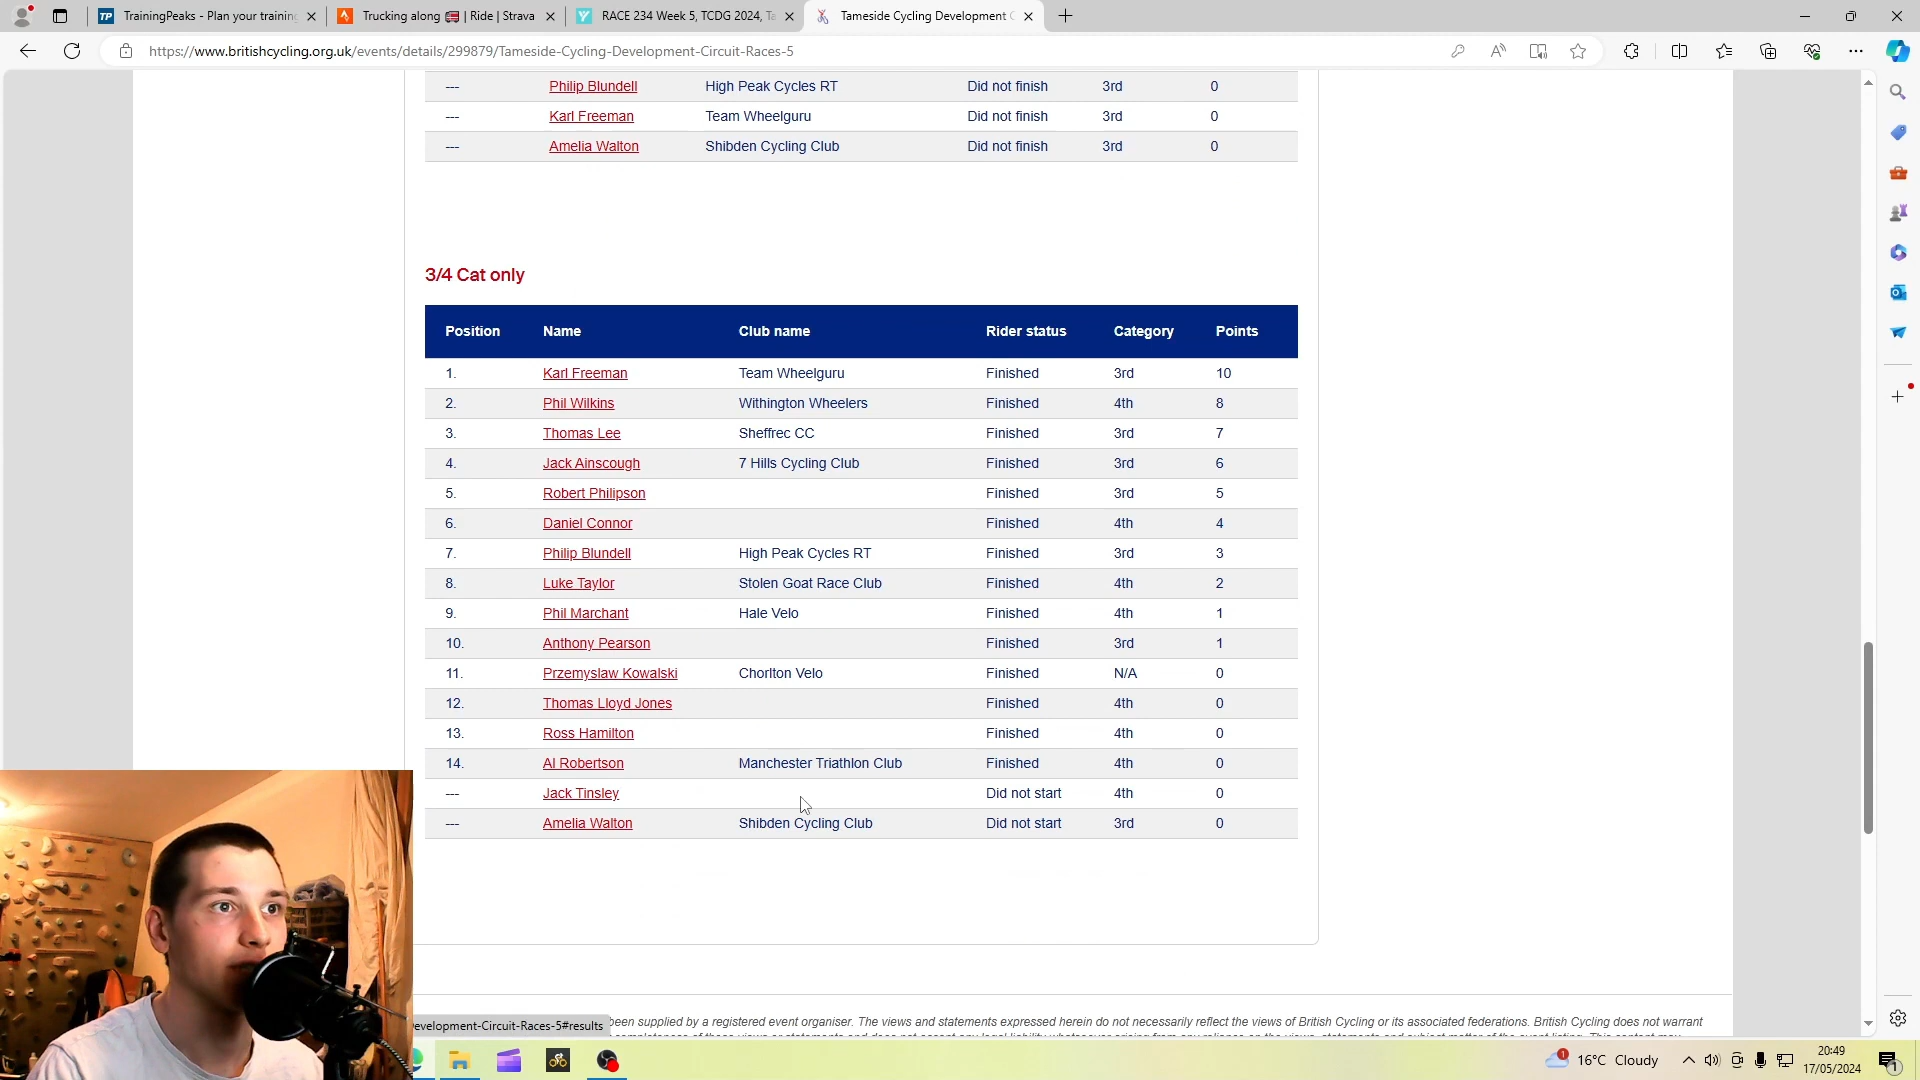 TrainingPeaks - Plan your training
Trucking along | Ride | Strava
RACE 234 Week 5, TCDG 2024, Ta
Tameside Cycling Development C
https://www.britishcycling.org.uk/events/details/299879/Tameside-Cycling-Development-Circuit-Races-5
--- Philip Blundell High Peak Cycles RT Did not finish 3rd 0
--- Karl Freeman Team Wheelguru Did not finish 3rd 0
--- Amelia Walton Shibden Cycling Club Did not finish 3rd 0
3/4 Cat only
Position Name Club name Rider status Category Points
1. Karl Freeman Team Wheelguru Finished 3rd 10
2. Phil Wilkins Withington Wheelers Finished 4th 8
3. Thomas Lee Sheffrec CC Finished 3rd 7
4. Jack Ainscough 7 Hills Cycling Club Finished 3rd 6
5. Robert Philipson Finished 3rd 5
6. Daniel Connor Finished 4th 4
7. Philip Blundell High Peak Cycles RT Finished 3rd 3
8. Luke Taylor Stolen Goat Race Club Finished 4th 2
9. Phil Marchant Hale Velo Finished 4th 1
10. Anthony Pearson Finished 3rd 1
11. Przemyslaw Kowalski Chorlton Velo Finished N/A 0
12. Thomas Lloyd Jones Finished 4th 0
13. Ross Hamilton Finished 4th 0
14. Al Robertson Manchester Triathlon Club Finished 4th 0
--- Jack Tinsley Did not start 4th 0
--- Amelia Walton Shibden Cycling Club Did not start 3rd 0
evelopment-Circuit-Races-5#results
been supplied by a registered event organiser. The views and statements expressed herein do not necessarily reflect the views of British Cycling or its associated federations. British Cycling does not warrant
16°C Cloudy
20:49
17/05/2024